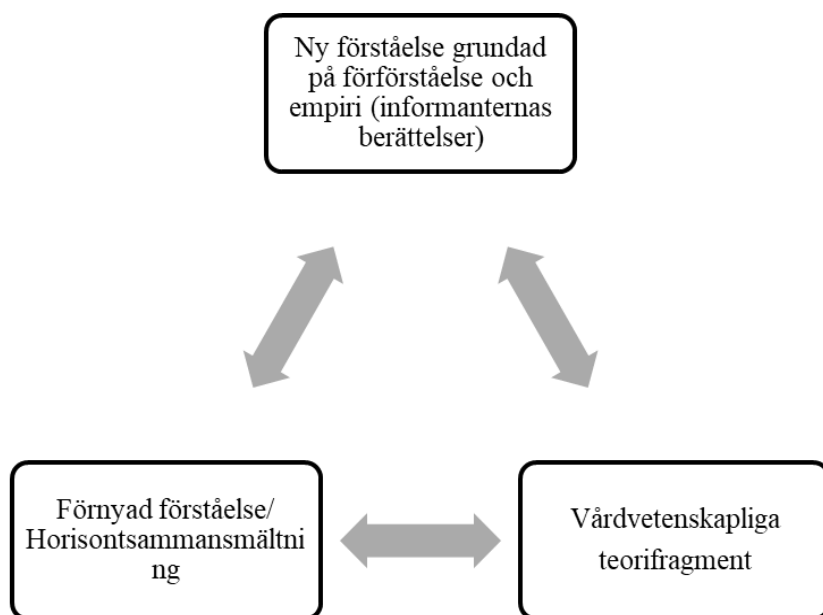 Ny förståelse grundad
på förförståelse och
empiri (informanternas
berättelser)
Förnyad förståelse/
Horisontsammansmältni
ng
Vårdvetenskapliga
teorifragment